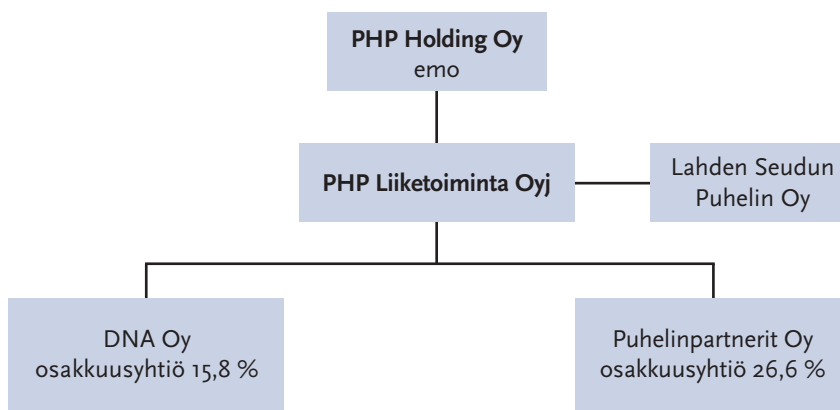 PHP Holding Oy
emo
PHP Liiketoiminta Oyj
Lahden Seudun
Puhelin Oy
DNA Oy
osakkuusyhtiö 15,8 %
Puhelinpartnerit Oy
osakkuusyhtiö 26,6 %